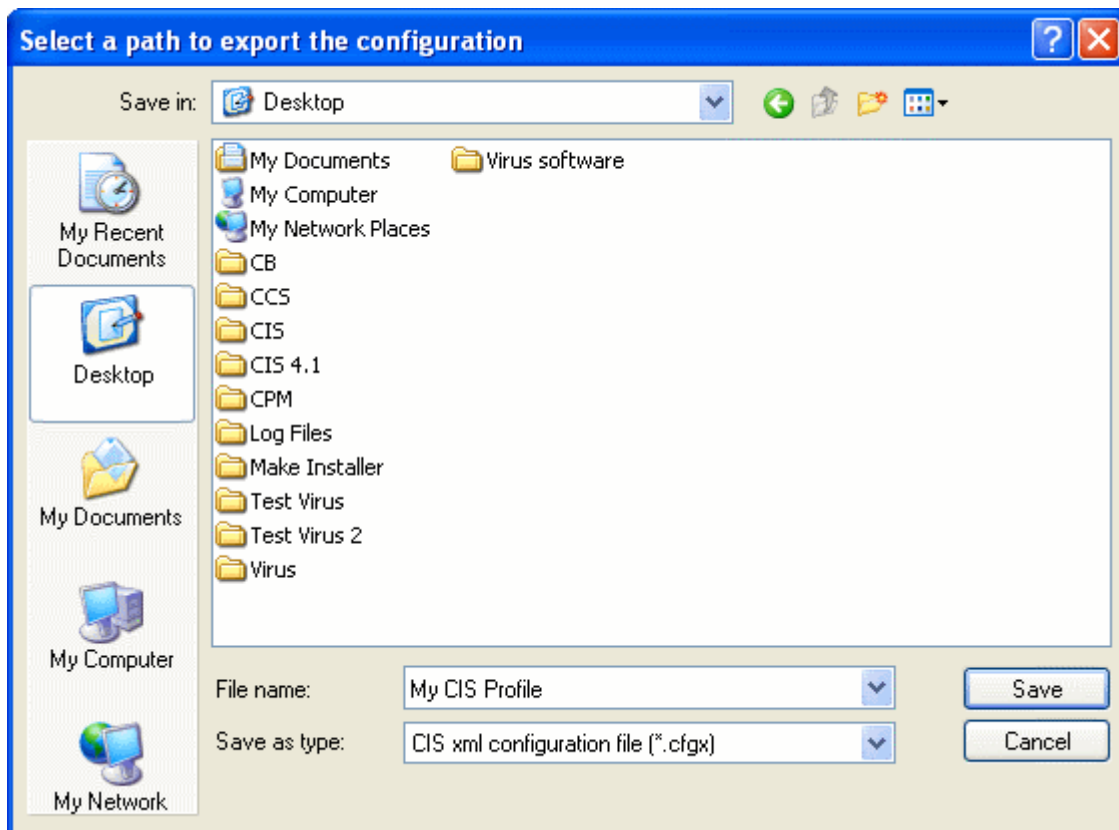 Select a path to export the configuration
Save in: Desktop
My Recent
Documents
Desktop
My Documents
My Computer
My Network
My Documents
My Computer
My Network Places
CB
CCS
CIS
CIS 4.1
CPM
Log Files
Make Installer
Test Virus
Test Virus 2
Virus
Virus software
File name: My CIS Profile Save
Save as type: CIS xml configuration file (*.cfgx) Cancel